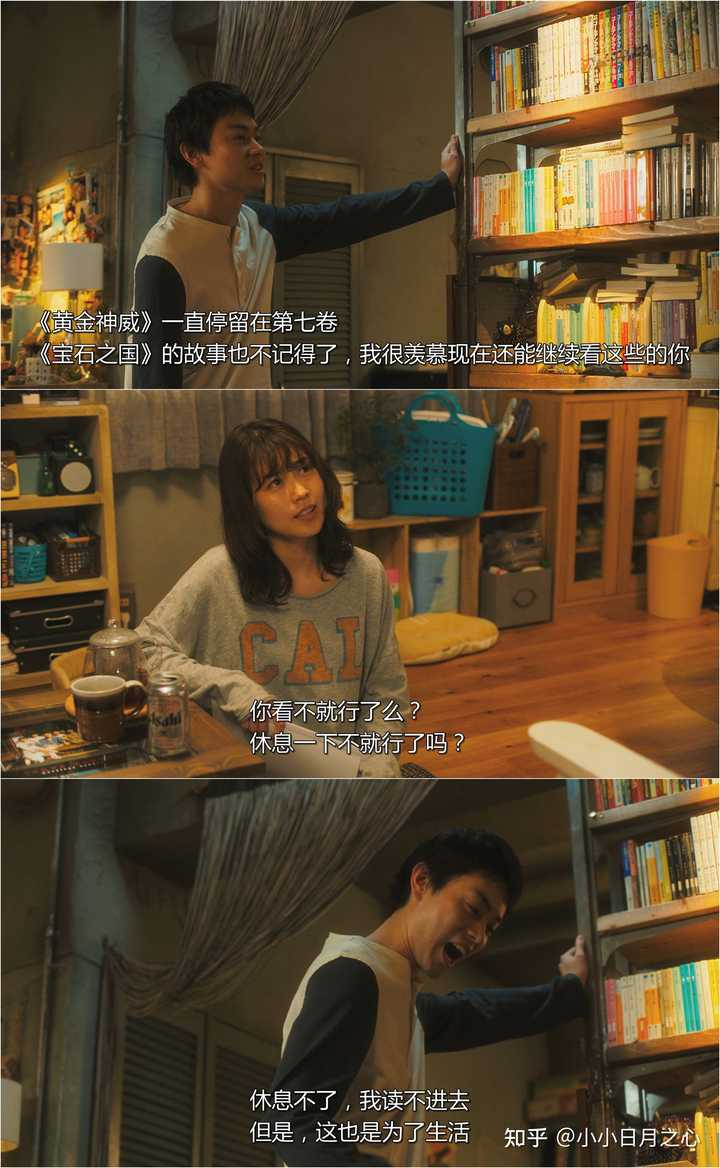 《黄金神威》一直停留在第七卷
《宝石之国》的故事也不记得了，我很羡慕现在还能继续看这些的你
CAL
Asahi
你看不就行了么？
休息一下不就行了吗？
休息不了，我读不进去
但是，这也是为了生活
知乎 @小小日月之心